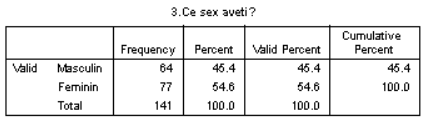 3.Ce sex aveti?
Frequency Percent Valid Percent Cumulative Percent
Valid Masculin 64 45.4 45.4 45.4
Feminin 77 54.6 54.6 100.0
Total 141 100.0 100.0